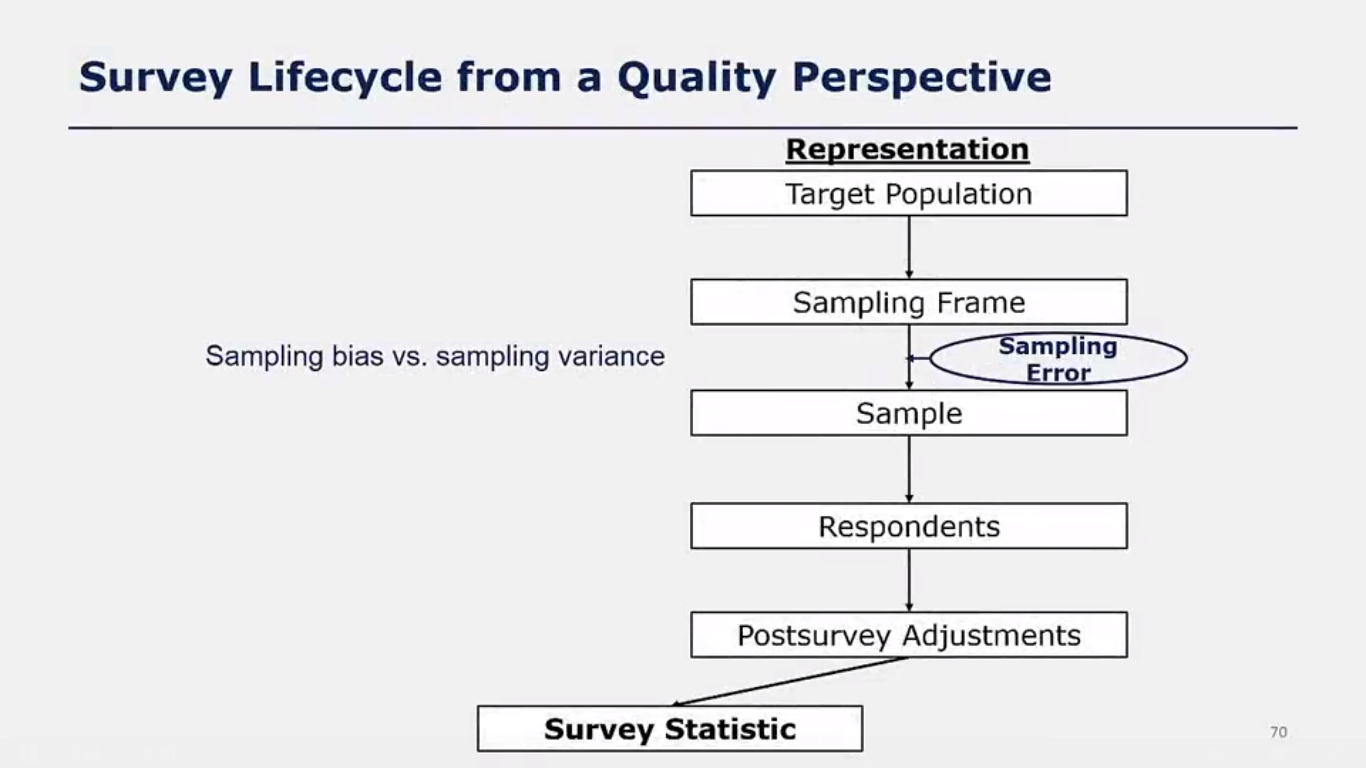 Survey Lifecycle from a Quality Perspective
Representation
Target Population
Sampling Frame
Sampling bias vs. sampling variance
Sampling
Error
Sample
Respondents
Postsurvey Adjustments
Survey Statistic
70